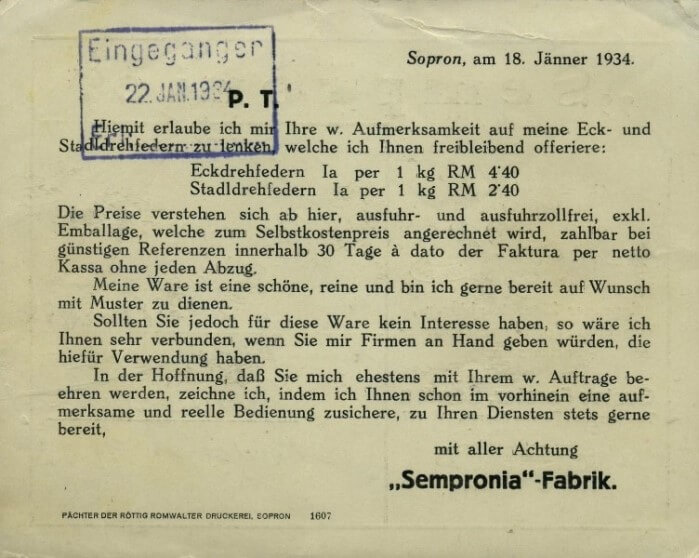 Eingegangen
22. JAN. 1934
Sopron, am 18. Jänner 1934.
P. T.
Hiemit erlaube ich mir Ihre w. Aufmerksamkeit auf meine Eck- und
Stadldrehfedern zu lenken, welche ich Ihnen freibleibend offeriere:
Eckdrehfedern Ia per 1 kg RM 4·40
Stadldrehfedern Ia per 1 kg RM 2·40
Die Preise verstehen sich ab hier, ausfuhr- und ausfuhrzollfrei, exkl.
Emballage, welche zum Selbstkostenpreis angerechnet wird, zahlbar bei
günstigen Referenzen innerhalb 30 Tage à dato der Faktura per netto
Kassa ohne jeden Abzug.
Meine Ware ist eine schöne, reine und bin ich gerne bereit auf Wunsch
mit Muster zu dienen.
Sollten Sie jedoch für diese Ware kein Interesse haben, so wäre ich
Ihnen sehr verbunden, wenn Sie mir Firmen an Hand geben würden, die
hiefür Verwendung haben.
In der Hoffnung, daß Sie mich ehestens mit Ihrem w. Auftrage be-
ehren werden, zeichne ich, indem ich Ihnen schon im vorhinein eine auf-
merksame und reelle Bedienung zusichere, zu Ihren Diensten stets gerne
bereit,
mit aller Achtung
„Sempronia"-Fabrik.
PÄCHTER DER RÖTTIG ROMWALTER DRUCKEREI, SOPRON 1607